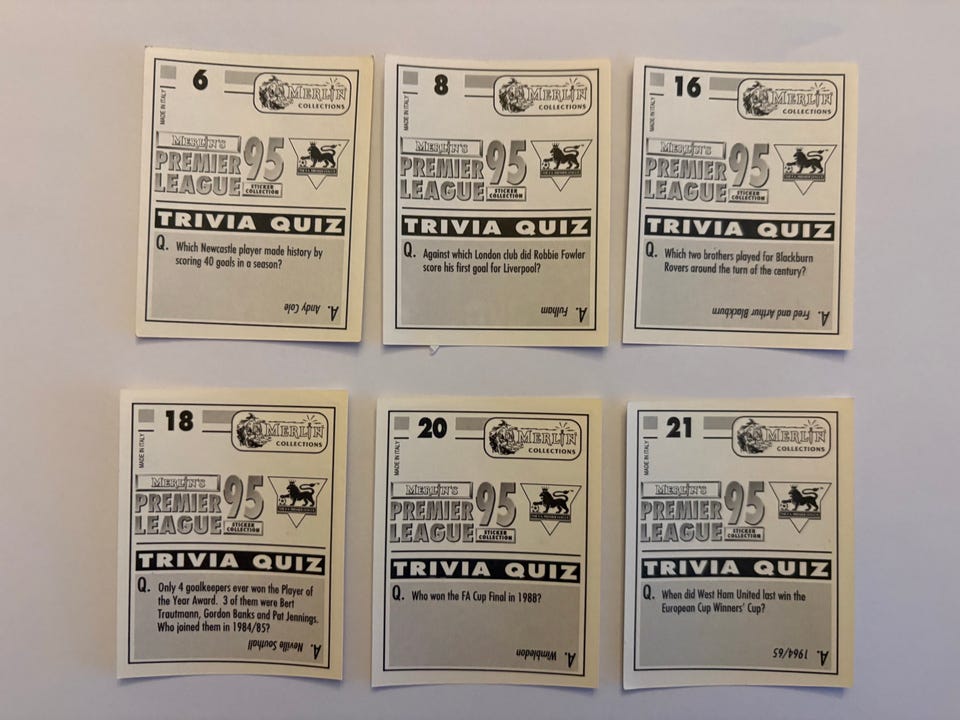 6
MERLIN
COLLECTIONS
MADE IN ITALY
MERLIN'S
PREMIER
LEAGUE
95
STICKER
COLLECTION
TRIVIA QUIZ
Q. Which Newcastle player made history by
scoring 40 goals in a season?
A. Andy Cole
8
MERLIN
COLLECTIONS
MADE IN ITALY
MERLIN'S
PREMIER
LEAGUE
95
STICKER
COLLECTION
TRIVIA QUIZ
Q. Against which London club did Robbie Fowler
score his first goal for Liverpool?
A. Fulham
16
MERLIN
COLLECTIONS
MADE IN ITALY
MERLIN'S
PREMIER
LEAGUE
95
STICKER
COLLECTION
TRIVIA QUIZ
Q. Which two brothers played for Blackburn
Rovers around the turn of the century?
A. Fred and Arthur Blackburn
18
MERLIN
COLLECTIONS
MADE IN ITALY
MERLIN'S
PREMIER
LEAGUE
95
STICKER
COLLECTION
TRIVIA QUIZ
Q. Only 4 goalkeepers ever won the Player of
the Year Award. 3 of them were Bert
Trautmann, Gordon Banks and Pat Jennings.
Who joined them in 1984/85?
A. Neville Southall
20
MERLIN
COLLECTIONS
MADE IN ITALY
MERLIN'S
PREMIER
LEAGUE
95
STICKER
COLLECTION
TRIVIA QUIZ
Q. Who won the FA Cup Final in 1988?
A. Wimbledon
21
MERLIN
COLLECTIONS
MADE IN ITALY
MERLIN'S
PREMIER
LEAGUE
95
STICKER
COLLECTION
TRIVIA QUIZ
Q. When did West Ham United last win the
European Cup Winners' Cup?
A. 1964/65